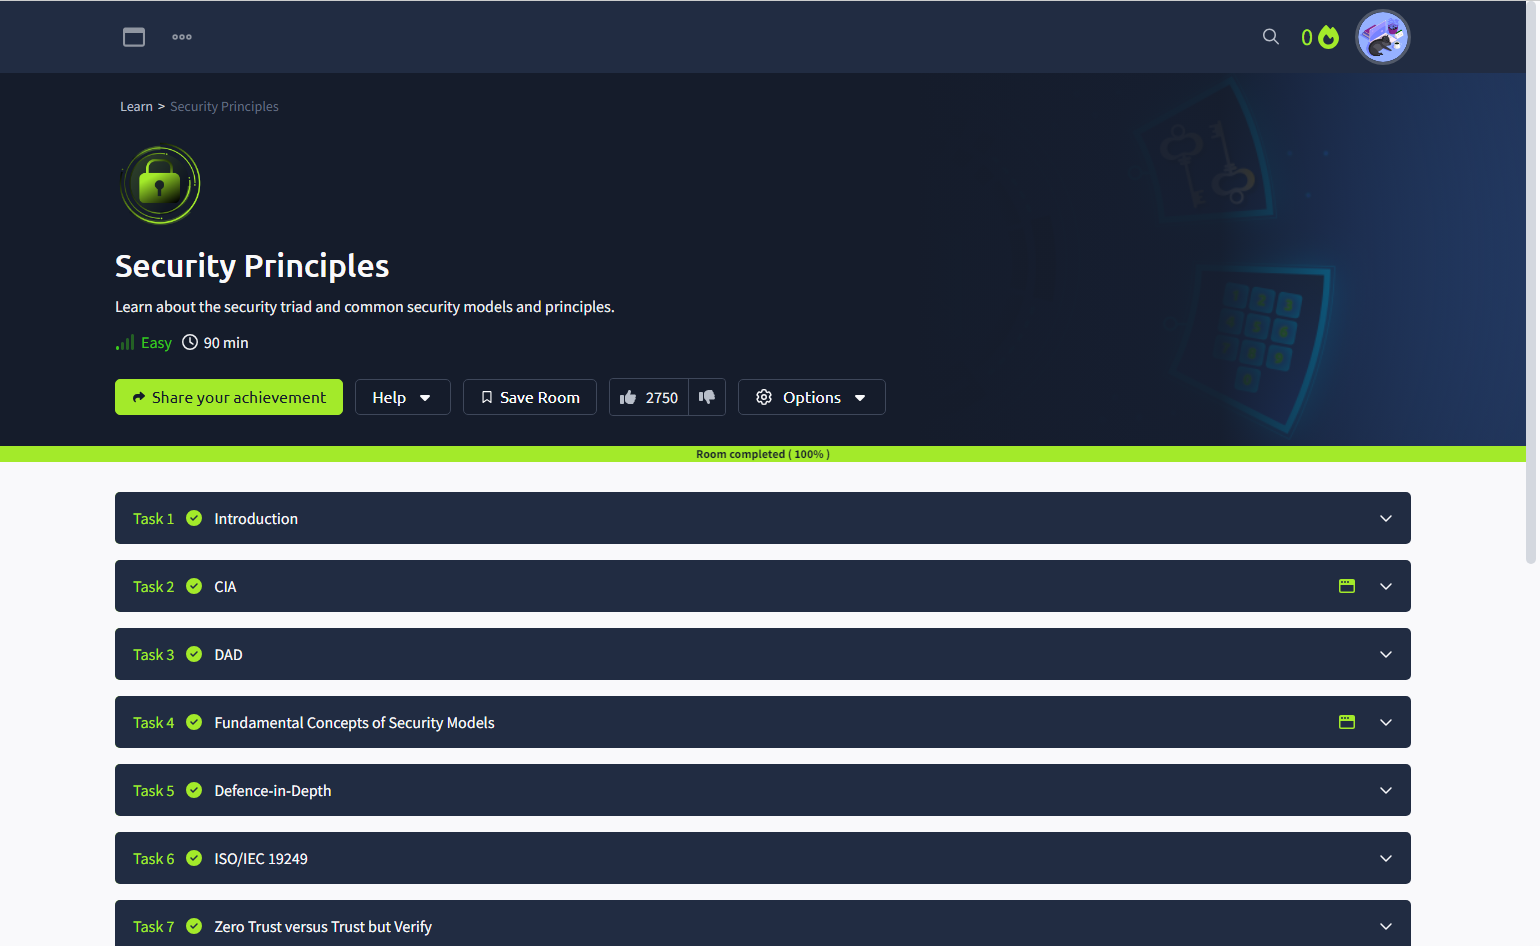 0
Learn > Security Principles
Security Principles
Learn about the security triad and common security models and principles.
Easy 90 min
Share your achievement Help Save Room 2750 Options
Room completed ( 100% )
Task 1 Introduction
Task 2 CIA
Task 3 DAD
Task 4 Fundamental Concepts of Security Models
Task 5 Defence-in-Depth
Task 6 ISO/IEC 19249
Task 7 Zero Trust versus Trust but Verify